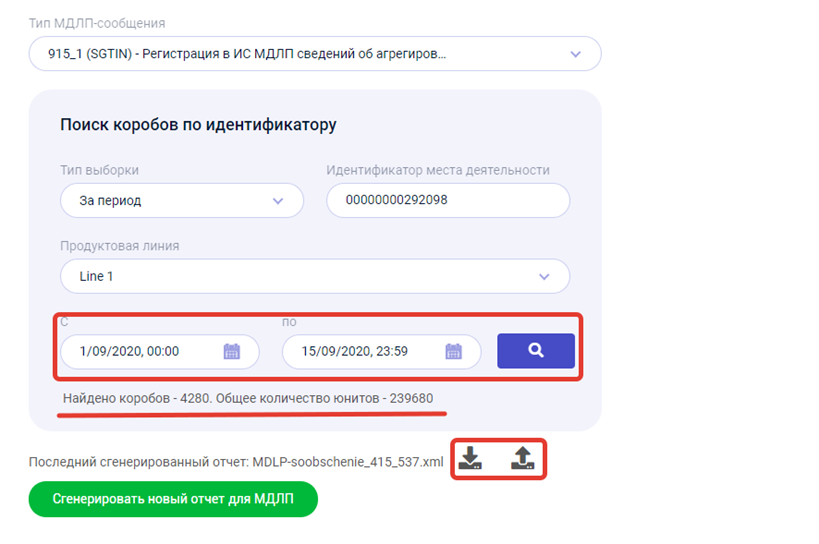 Тип МДЛП-сообщения
915_1 (SGTIN) - Регистрация в ИС МДЛП сведений об агрегиров...
Поиск коробов по идентификатору
Тип выборки
Идентификатор места деятельности
За период
00000000292098
Продуктовая линия
Line 1
С
по
1/09/2020, 00:00
15/09/2020, 23:59
Найдено коробов - 4280. Общее количество юнитов - 239680
Последний сгенерированный отчет: MDLP-soobschenie_415_537.xml
Сгенерировать новый отчет для МДЛП